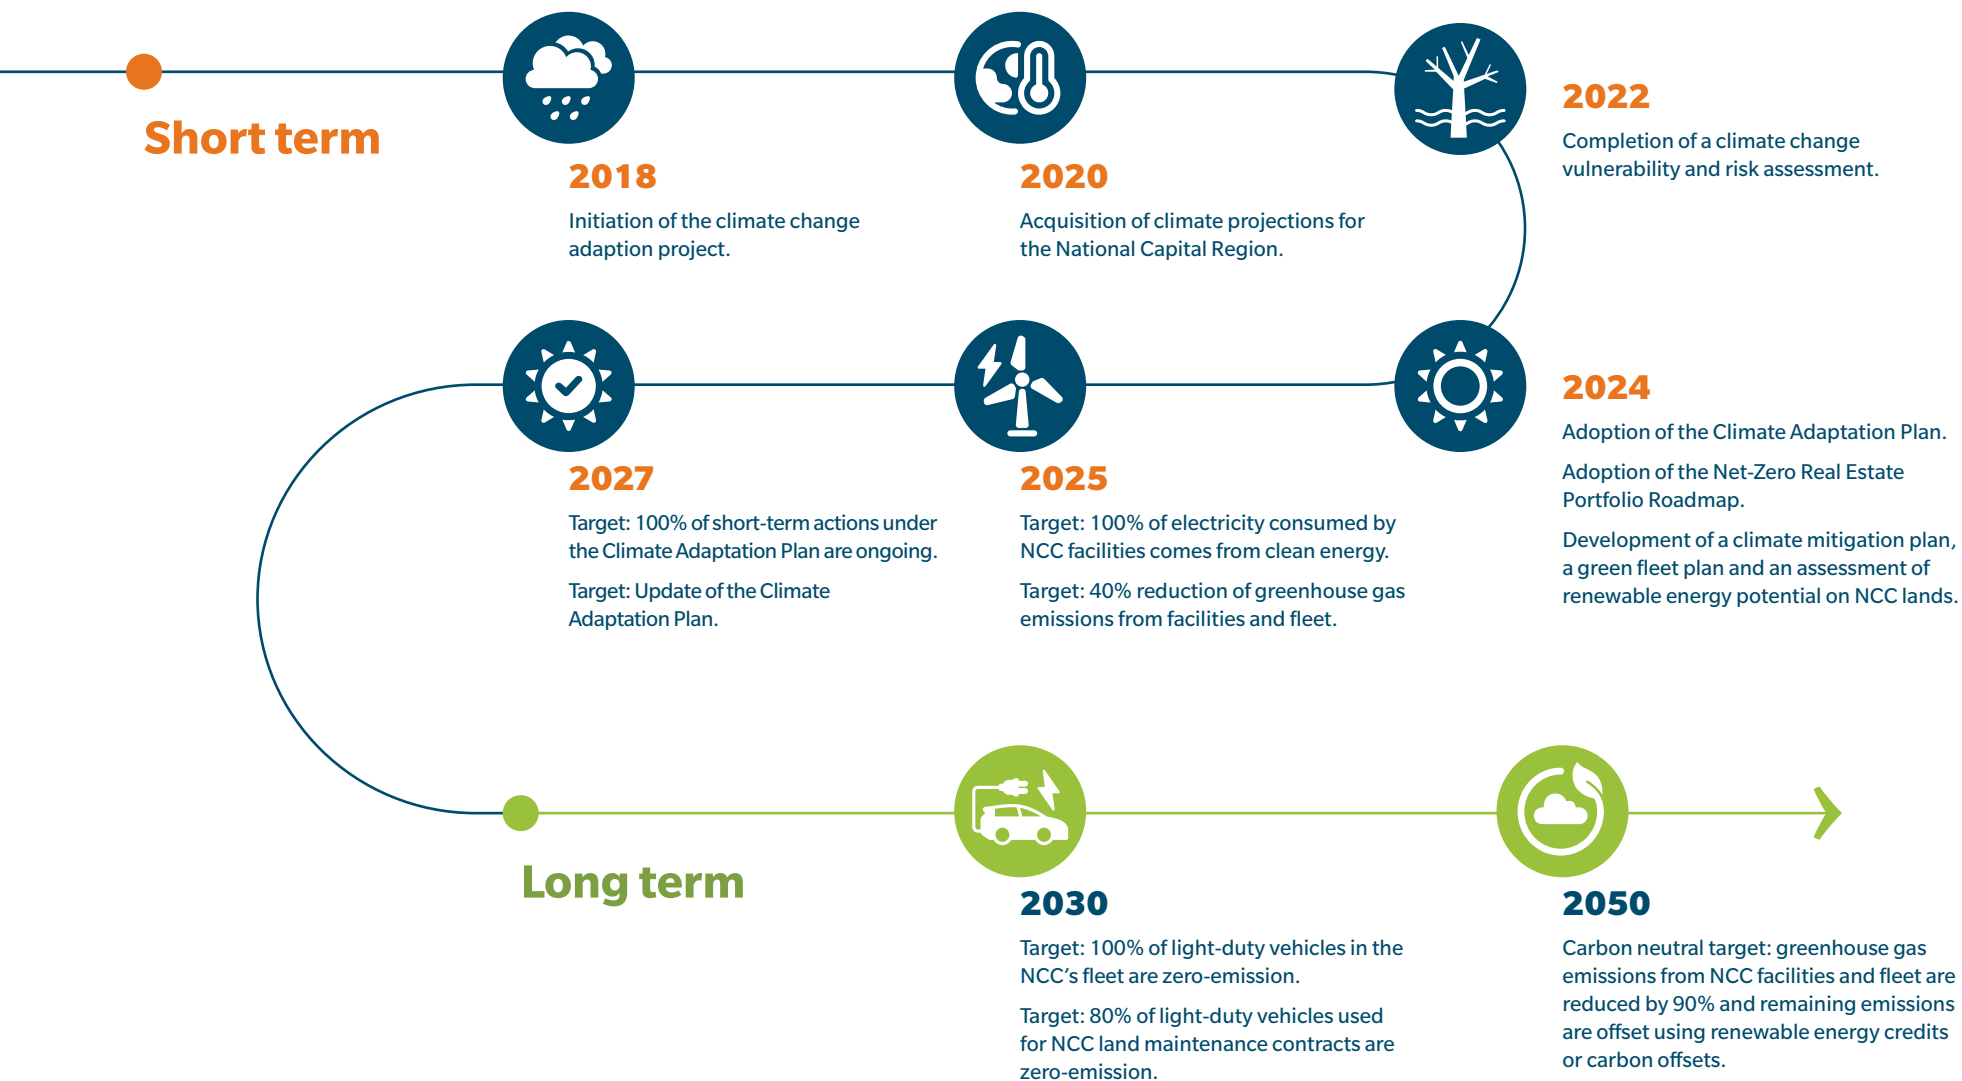 Short term
2018
Initiation of the climate change
adaption project.
2020
Acquisition of climate projections for
the National Capital Region.
2022
Completion of a climate change
vulnerability and risk assessment.
2024
Adoption of the Climate Adaptation Plan.
Adoption of the Net-Zero Real Estate
Portfolio Roadmap.
Development of a climate mitigation plan,
a green fleet plan and an assessment of
renewable energy potential on NCC lands.
2025
Target: 100% of electricity consumed by
NCC facilities comes from clean energy.
Target: 40% reduction of greenhouse gas
emissions from facilities and fleet.
2027
Target: 100% of short-term actions under
the Climate Adaptation Plan are ongoing.
Target: Update of the Climate
Adaptation Plan.
Long term
2030
Target: 100% of light-duty vehicles in the
NCC’s fleet are zero-emission.
Target: 80% of light-duty vehicles used
for NCC land maintenance contracts are
zero-emission.
2050
Carbon neutral target: greenhouse gas
emissions from NCC facilities and fleet are
reduced by 90% and remaining emissions
are offset using renewable energy credits
or carbon offsets.